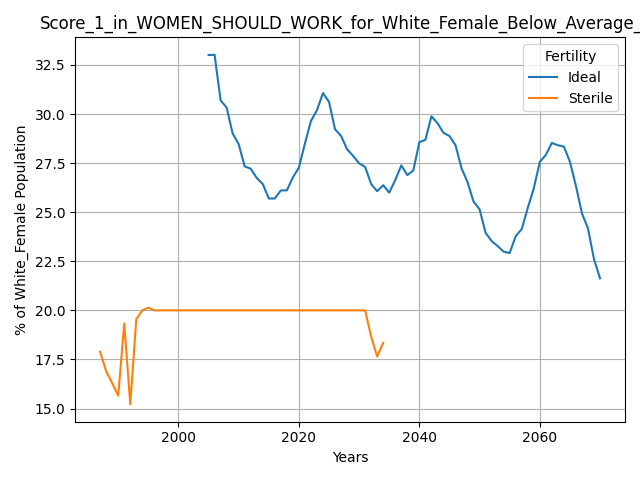 Score_1_in_WOMEN_SHOULD_WORK_for_White_Female_Below_Average_
Fertility
Ideal
Sterile
% of White_Female Population
32.5
30.0
27.5
25.0
22.5
20.0
17.5
15.0
2000
2020
2040
2060
Years